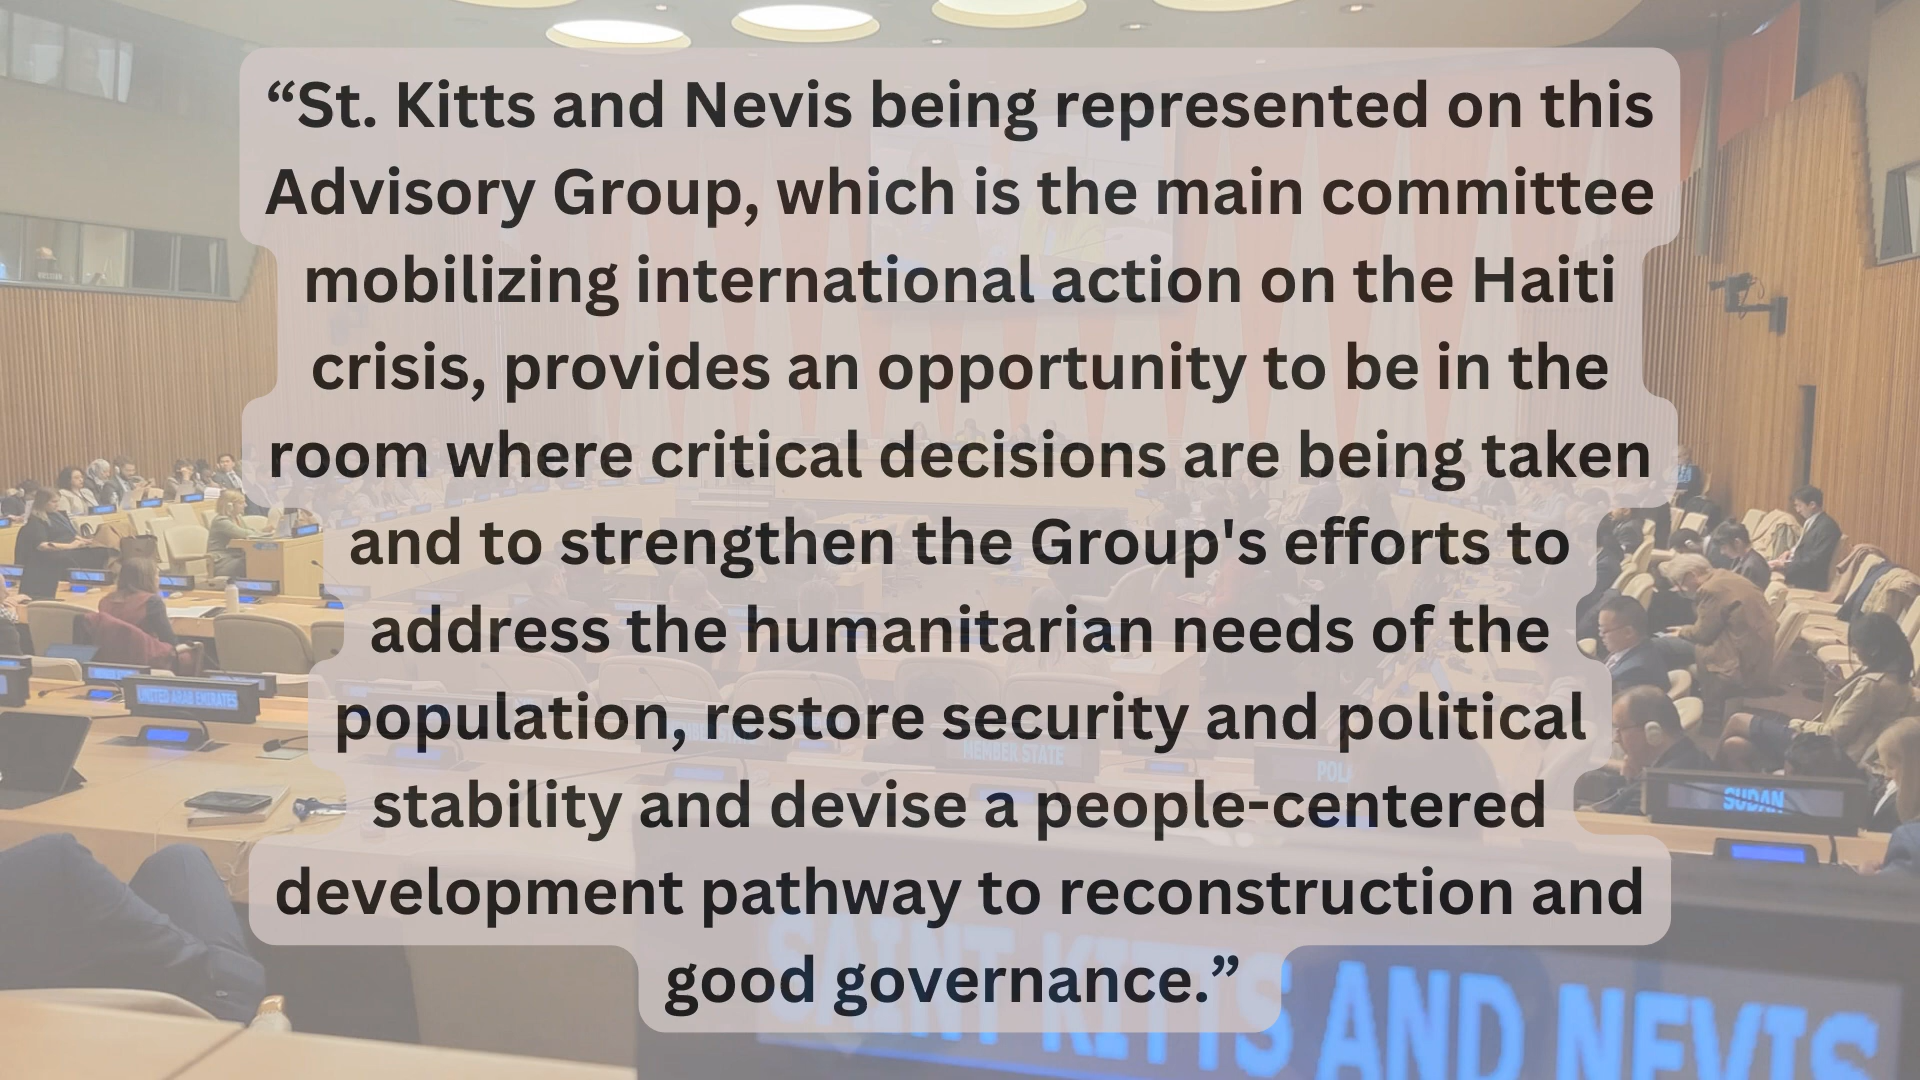 “St. Kitts and Nevis being represented on this
Advisory Group, which is the main committee
mobilizing international action on the Haiti
crisis, provides an opportunity to be in the
room where critical decisions are being taken
and to strengthen the Group's efforts to
address the humanitarian needs of the
population, restore security and political
stability and devise a people-centered
development pathway to reconstruction and
good governance.”
UNITED ARAB EMIRATES
MEMBER STATE
SUDAN
SAINT KITTS AND NEVIS